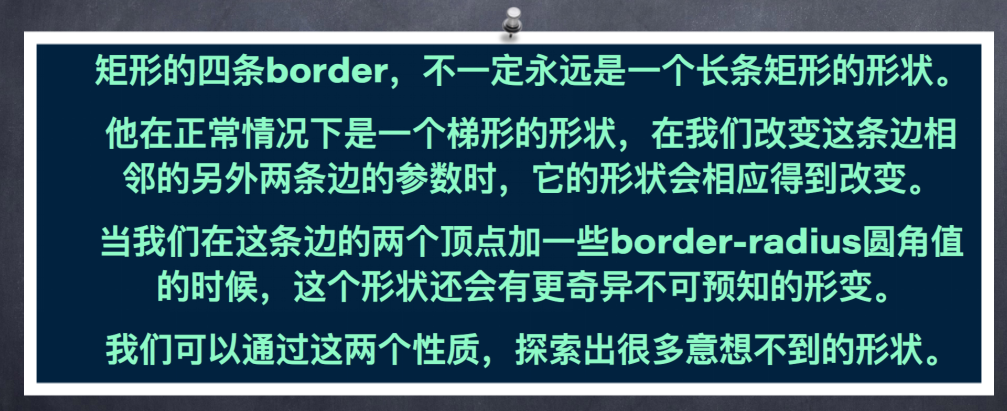 矩形的四条border，不一定永远是一个长条矩形的形状。
他在正常情况下是一个梯形的形状，在我们改变这条边相
邻的另外两条边的参数时，它的形状会相应得到改变。
当我们在这条边的两个顶点加一些border-radius圆角值
的时候，这个形状还会有更奇异不可预知的形变。
我们可以通过这两个性质，探索出很多意想不到的形状。